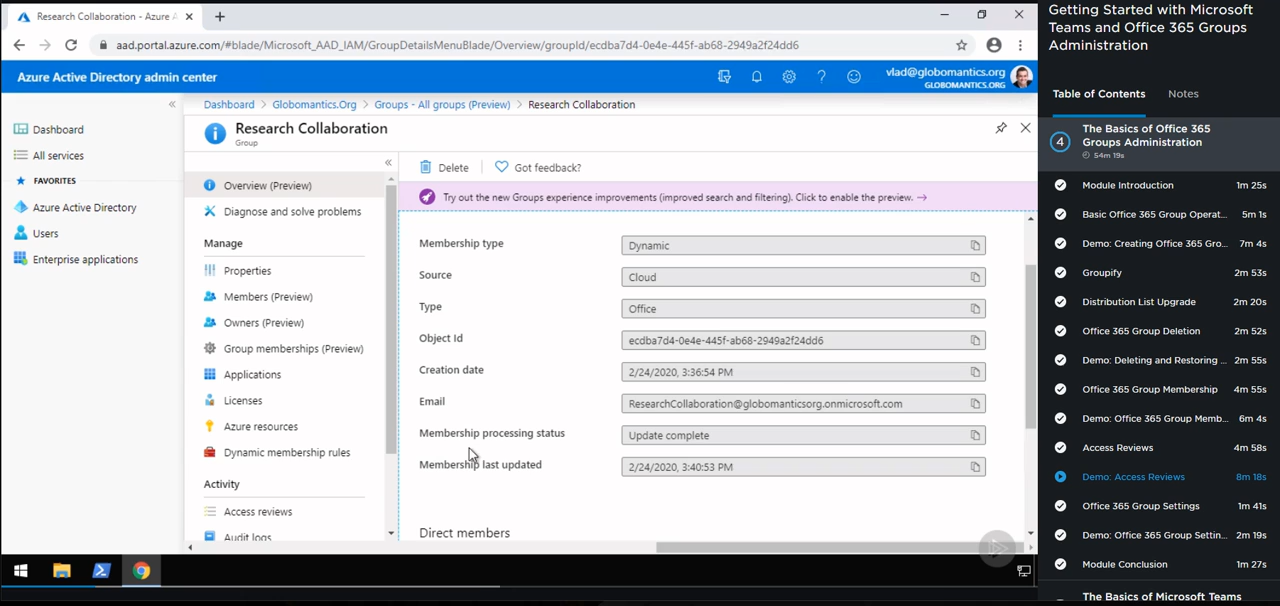 Research Collaboration - Azure A
aad.portal.azure.com/#blade/Microsoft_AAD_IAM/GroupDetailsMenuBlade/Overview/groupId/ecdba7d4-0e4e-445f-ab68-2949a2f24dd6
Azure Active Directory admin center
vlad@globomantics.org
GLOBOMANTICS.ORG
Dashboard
All services
FAVORITES
Azure Active Directory
Users
Enterprise applications
Dashboard > Globomantics.Org > Groups - All groups (Preview) > Research Collaboration
Research Collaboration
Group
Overview (Preview)
Diagnose and solve problems
Manage
Properties
Members (Preview)
Owners (Preview)
Group memberships (Preview)
Applications
Licenses
Azure resources
Dynamic membership rules
Activity
Access reviews
Audit logs
Delete
Got feedback?
Try out the new Groups experience improvements (improved search and filtering). Click to enable the preview. →
Membership type Dynamic
Source Cloud
Type Office
Object Id ecdba7d4-0e4e-445f-ab68-2949a2f24dd6
Creation date 2/24/2020, 3:36:54 PM
Email ResearchCollaboration@globomanticsorg.onmicrosoft.com
Membership processing status Update complete
Membership last updated 2/24/2020, 3:40:53 PM
Direct members
Getting Started with Microsoft
Teams and Office 365 Groups
Administration
Table of Contents Notes
4
The Basics of Office 365
Groups Administration
54m 19s
Module Introduction 1m 25s
Basic Office 365 Group Operat... 5m 1s
Demo: Creating Office 365 Gro... 7m 4s
Groupify 2m 53s
Distribution List Upgrade 2m 20s
Office 365 Group Deletion 2m 52s
Demo: Deleting and Restoring ... 2m 55s
Office 365 Group Membership 4m 55s
Demo: Office 365 Group Memb... 6m 4s
Access Reviews 4m 58s
Demo: Access Reviews 8m 18s
Office 365 Group Settings 1m 41s
Demo: Office 365 Group Settin... 2m 19s
Module Conclusion 1m 27s
The Basics of Microsoft Teams